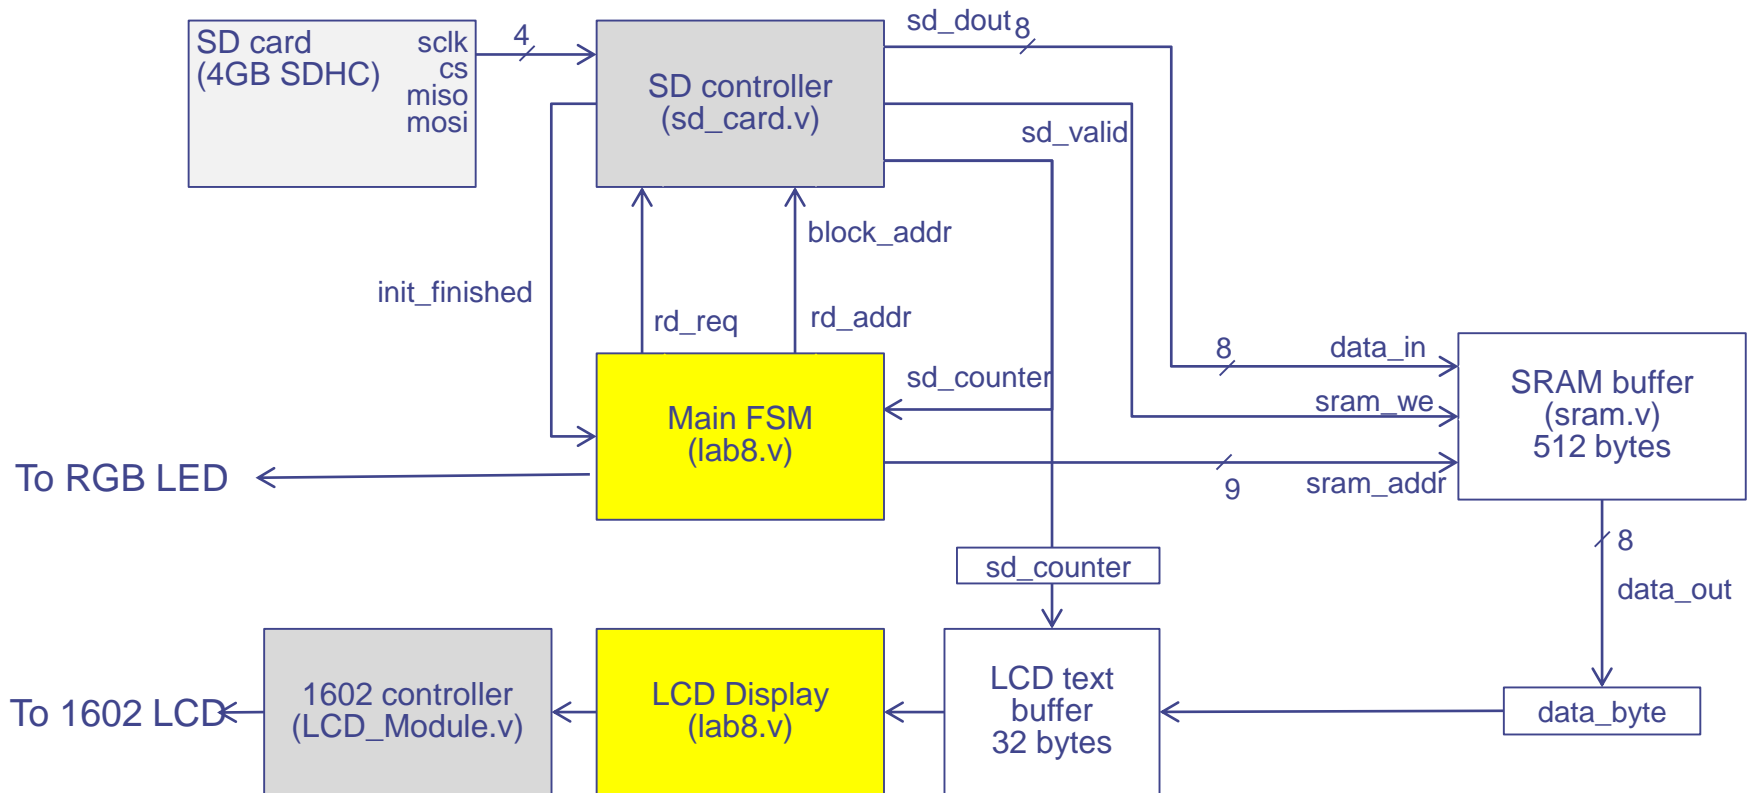 SD card
(4GB SDHC)
sclk
cs
miso
mosi
4
SD controller
(sd_card.v)
sd_dout
8
sd_valid
block_addr
init_finished
rd_req
rd_addr
sd_counter
Main FSM
(lab8.v)
To RGB LED
8
data_in
sram_we
9
sram_addr
SRAM buffer
(sram.v)
512 bytes
8
data_out
sd_counter
To 1602 LCD
1602 controller
(LCD_Module.v)
LCD Display
(lab8.v)
LCD text
buffer
32 bytes
data_byte